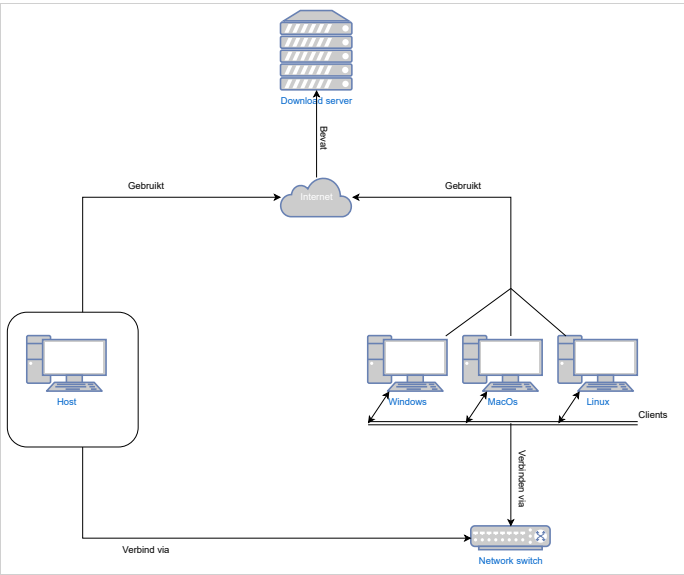 Download server
Bevat
Gebruikt
Gebruikt
Internet
Host
Windows
MacOs
Linux
Clients
Verbinden via
Verbind via
Network switch